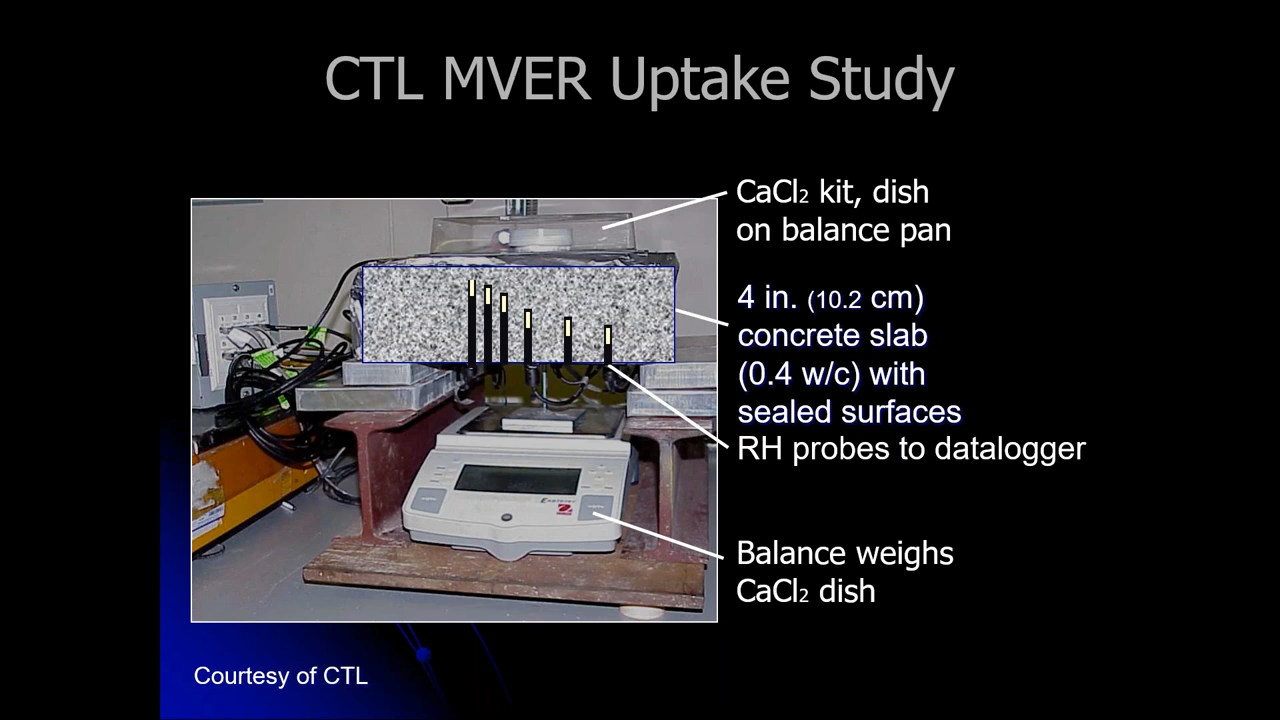 CTL MVER Uptake Study
CaCl₂ kit, dish
on balance pan
4 in. (10.2 cm)
concrete slab
(0.4 w/c) with
sealed surfaces
RH probes to datalogger
Explorer
Balance weighs
CaCl₂ dish
Courtesy of CTL